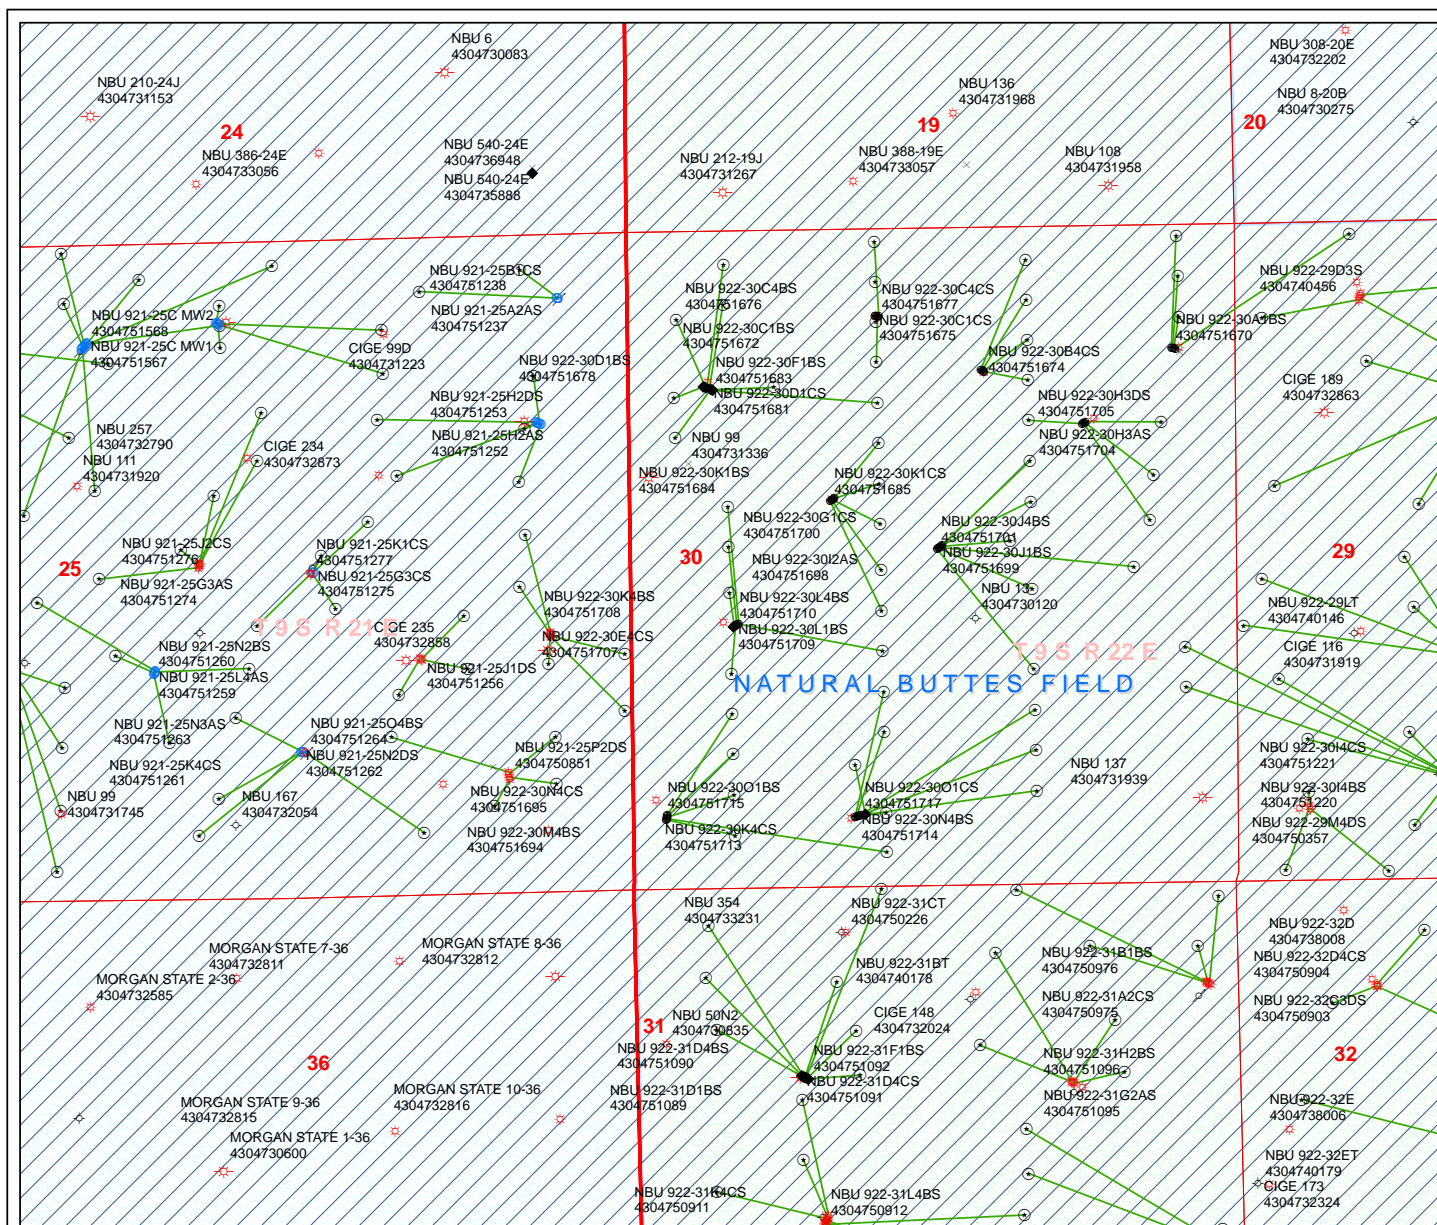 NBU 6
4304730083
NBU 210-24J
4304731153
24
NBU 386-24E
4304733056
NBU 540-24E
4304736948
NBU 540-24E
4304735888
NBU 136
4304731968
19
NBU 212-19J
4304731267
NBU 388-19E
4304733057
NBU 108
4304731958
NBU 308-20E
4304732202
NBU 8-20B
4304730275
20
NBU 921-25B1CS
4304751238
NBU 921-25A2AS
4304751237
NBU 921-25C MW2
4304751568
NBU 921-25C MW1
4304751567
CIGE 99D
4304731223
NBU 922-30D1BS
4304751678
NBU 921-25H2DS
4304751253
NBU 921-25H2AS
4304751252
NBU 257
4304732790
NBU 111
4304731920
CIGE 234
4304732873
NBU 922-30C4BS
4304751676
NBU 922-30C1BS
4304751672
NBU 922-30F1BS
4304751683
NBU 922-30D1CS
4304751681
NBU 99
4304731336
NBU 922-30K1BS
4304751684
NBU 922-30C4CS
4304751677
NBU 922-30C1CS
4304751675
NBU 922-30B4CS
4304751674
NBU 922-30A1BS
4304751670
NBU 922-30H3DS
4304751705
NBU 922-30H3AS
4304751704
NBU 922-29D3S
4304740456
CIGE 189
4304732863
NBU 922-30K1CS
4304751685
NBU 922-30G1CS
4304751700
NBU 922-30J4BS
4304751701
NBU 922-30J1BS
4304751699
NBU 921-25J2CS
4304751276
NBU 921-25G3AS
4304751274
25
NBU 921-25K1CS
4304751277
NBU 921-25G3CS
4304751275
30
NBU 922-30I2AS
4304751698
NBU 922-30L4BS
4304751710
NBU 922-30L1BS
4304751709
NBU 13
4304730120
29
NBU 922-29LT
4304740146
CIGE 116
4304731919
T 9 S R 21 E
T 9 S R 22 E
NATURAL BUTTES FIELD
NBU 922-30K4BS
4304751708
NBU 922-30E4CS
4304751707
CIGE 235
4304732858
NBU 921-25J1DS
4304751256
NBU 921-25N2BS
4304751260
NBU 921-25L4AS
4304751259
NBU 921-25N3AS
4304751263
NBU 921-25K4CS
4304751261
NBU 921-25O4BS
4304751264
NBU 921-25N2DS
4304751262
NBU 99
4304731745
NBU 167
4304732054
NBU 921-25P2DS
4304750851
NBU 922-30N4CS
4304751695
NBU 922-30M4BS
4304751694
NBU 922-30O1BS
4304751715
NBU 922-30K4CS
4304751713
NBU 922-30O1CS
4304751717
NBU 922-30N4BS
4304751714
NBU 137
4304731939
NBU 922-30I4CS
4304751221
NBU 922-30I4BS
4304751220
NBU 922-29M4DS
4304750357
NBU 354
4304733231
NBU 922-31CT
4304750226
NBU 922-31BT
4304740178
NBU 922-31B1BS
4304750976
NBU 922-31A2CS
4304750975
NBU 922-32D
4304738008
NBU 922-32D4CS
4304750904
NBU 922-32C3DS
4304750903
MORGAN STATE 7-36
4304732811
MORGAN STATE 8-36
4304732812
MORGAN STATE 2-36
4304732585
36
MORGAN STATE 9-36
4304732815
MORGAN STATE 10-36
4304732816
MORGAN STATE 1-36
4304730600
NBU 50N2
4304730835
31
NBU 922-31D4BS
4304751090
NBU 922-31D1BS
4304751089
CIGE 148
4304732024
NBU 922-31F1BS
4304751092
NBU 922-31D4CS
4304751091
NBU 922-31H2BS
4304751096
NBU 922-31G2AS
4304751095
32
NBU 922-32E
4304738006
NBU 922-32ET
4304740179
CIGE 173
4304732324
NBU 922-31K4CS
4304750911
NBU 922-31L4BS
4304750912